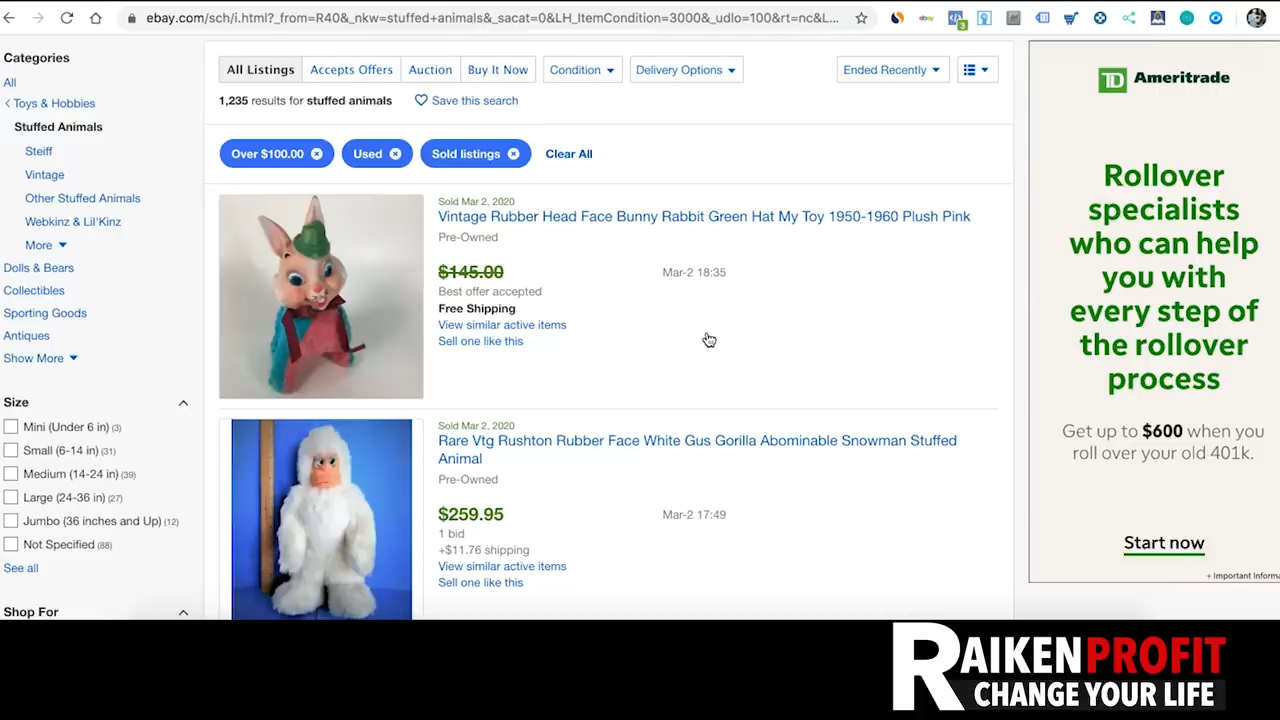 ebay.com/sch/i.html?_from=R40&_nkw=stuffed+animals&_sacat=0&LH_ItemCondition=3000&_udlo=100&rt=nc&L...
Categories
All
Toys & Hobbies
Stuffed Animals
Steiff
Vintage
Other Stuffed Animals
Webkinz & Lil'Kinz
More
Dolls & Bears
Collectibles
Sporting Goods
Antiques
Show More
Size
Mini (Under 6 in) (3)
Small (6-14 in) (31)
Medium (14-24 in) (39)
Large (24-36 in) (27)
Jumbo (36 inches and Up) (12)
Not Specified (88)
See all
Shop For
All Listings Accepts Offers Auction Buy It Now Condition Delivery Options Ended Recently
1,235 results for stuffed animals Save this search
Over $100.00 Used Sold listings Clear All
Sold Mar 2, 2020
Vintage Rubber Head Face Bunny Rabbit Green Hat My Toy 1950-1960 Plush Pink
Pre-Owned
$145.00 Mar-2 18:35
Best offer accepted
Free Shipping
View similar active items
Sell one like this
Sold Mar 2, 2020
Rare Vtg Rushton Rubber Face White Gus Gorilla Abominable Snowman Stuffed
Animal
Pre-Owned
$259.95 Mar-2 17:49
1 bid
+$11.76 shipping
View similar active items
Sell one like this
TD Ameritrade
Rollover
specialists
who can help
you with
every step of
the rollover
process
Get up to $600 when you
roll over your old 401k.
Start now
+ Important Informa
RAIKENPROFIT
CHANGE YOUR LIFE